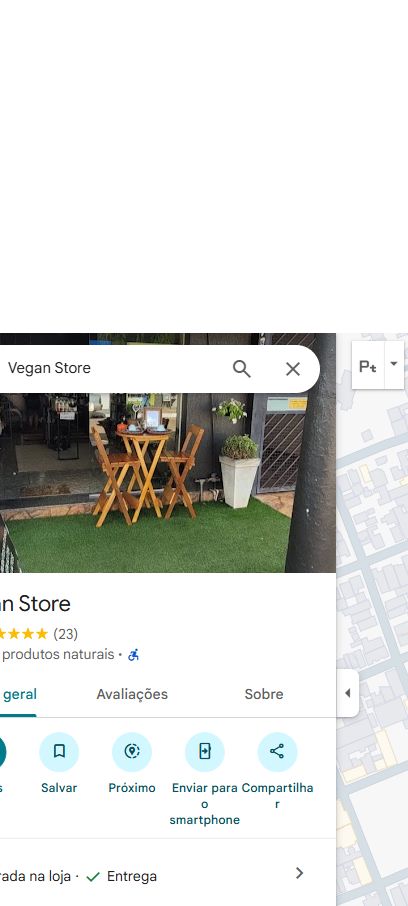 Vegan Store
an Store
(23)
produtos naturais ·
geral
Avaliações
Sobre
s
Salvar
Próximo
Enviar para o smartphone
Compartilhar
rada na loja · Entrega